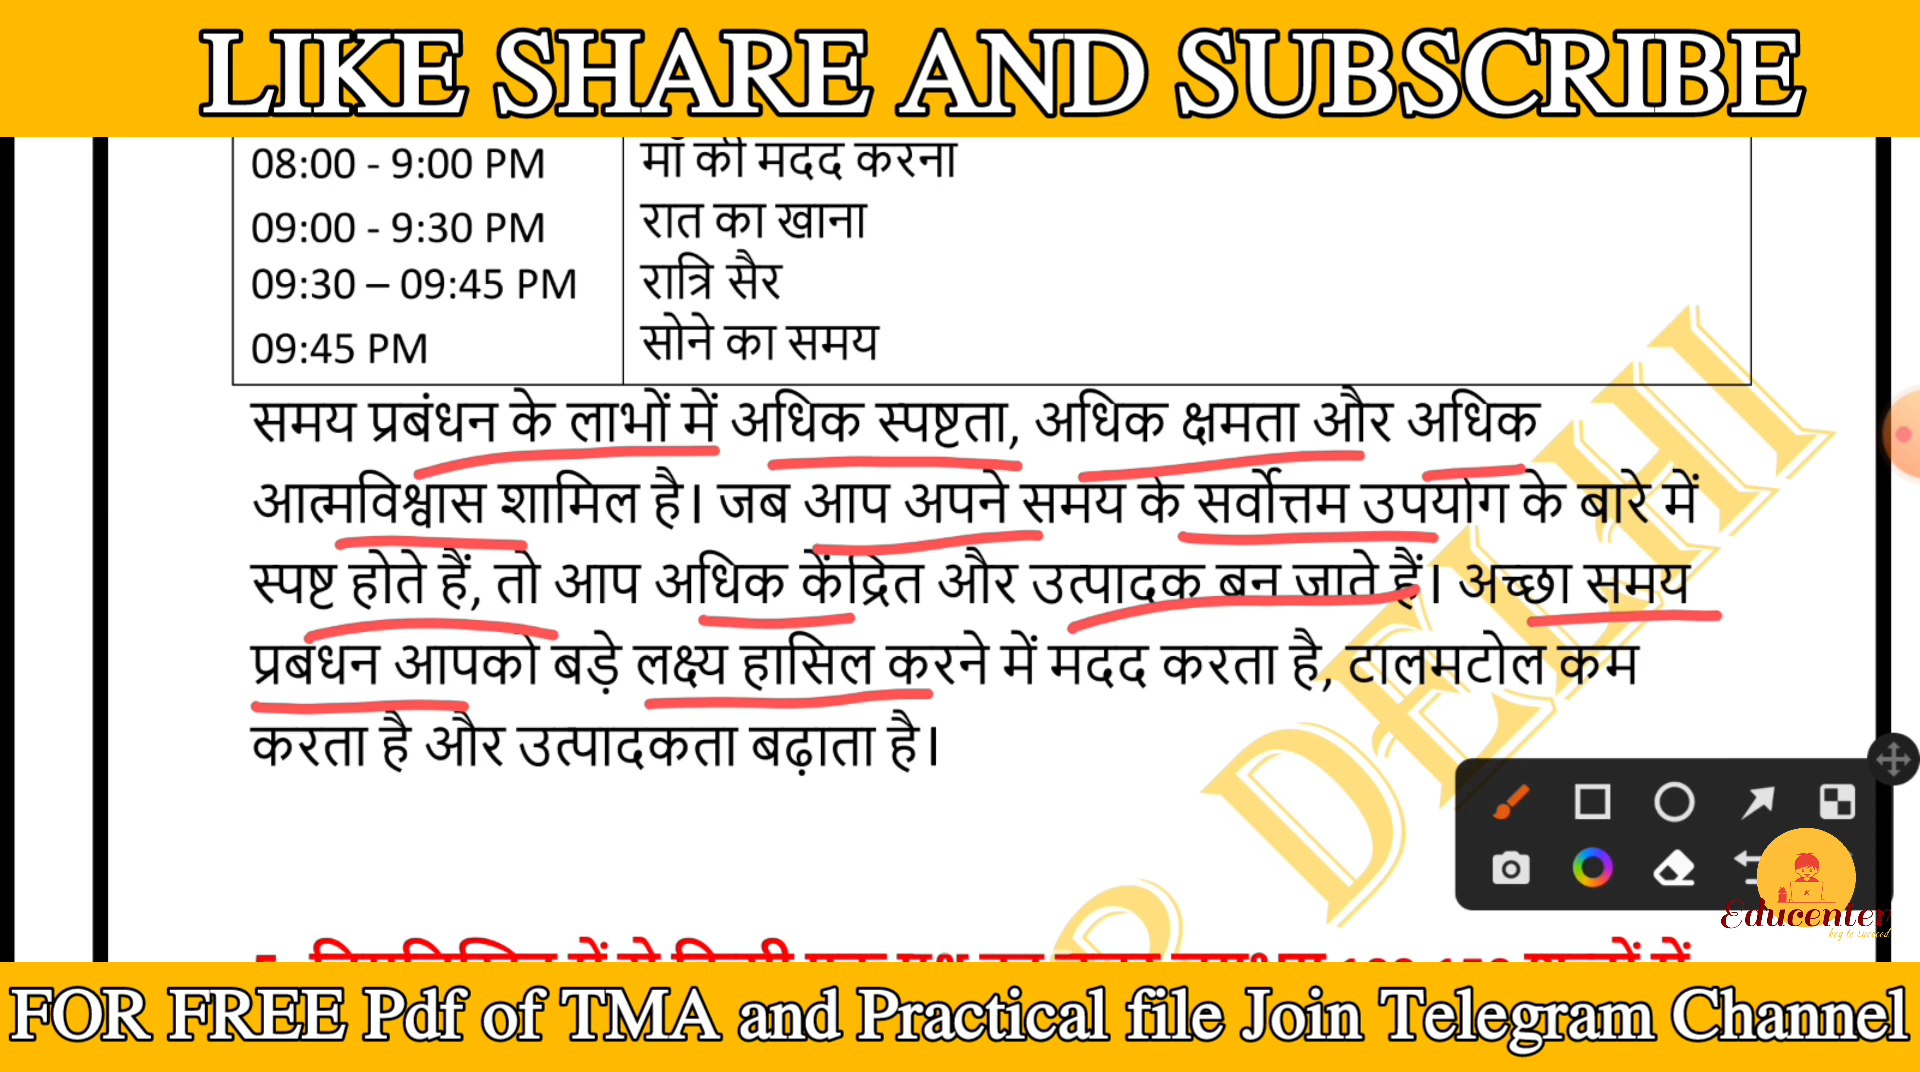 LIKE SHARE AND SUBSCRIBE
08:00 - 9:00 PM माँ की मदद करना
09:00 - 9:30 PM रात का खाना
09:30 – 09:45 PM रात्रि सैर
09:45 PM सोने का समय
समय प्रबंधन के लाभों में अधिक स्पष्टता, अधिक क्षमता और अधिक
आत्मविश्वास शामिल है। जब आप अपने समय के सर्वोत्तम उपयोग के बारे में
स्पष्ट होते हैं, तो आप अधिक केंद्रित और उत्पादक बन जाते हैं। अच्छा समय
प्रबंधन आपको बड़े लक्ष्य हासिल करने में मदद करता है, टालमटोल कम
करता है और उत्पादकता बढ़ाता है।
DELHI
Educenter
key to succeed
FOR FREE Pdf of TMA and Practical file Join Telegram Channel